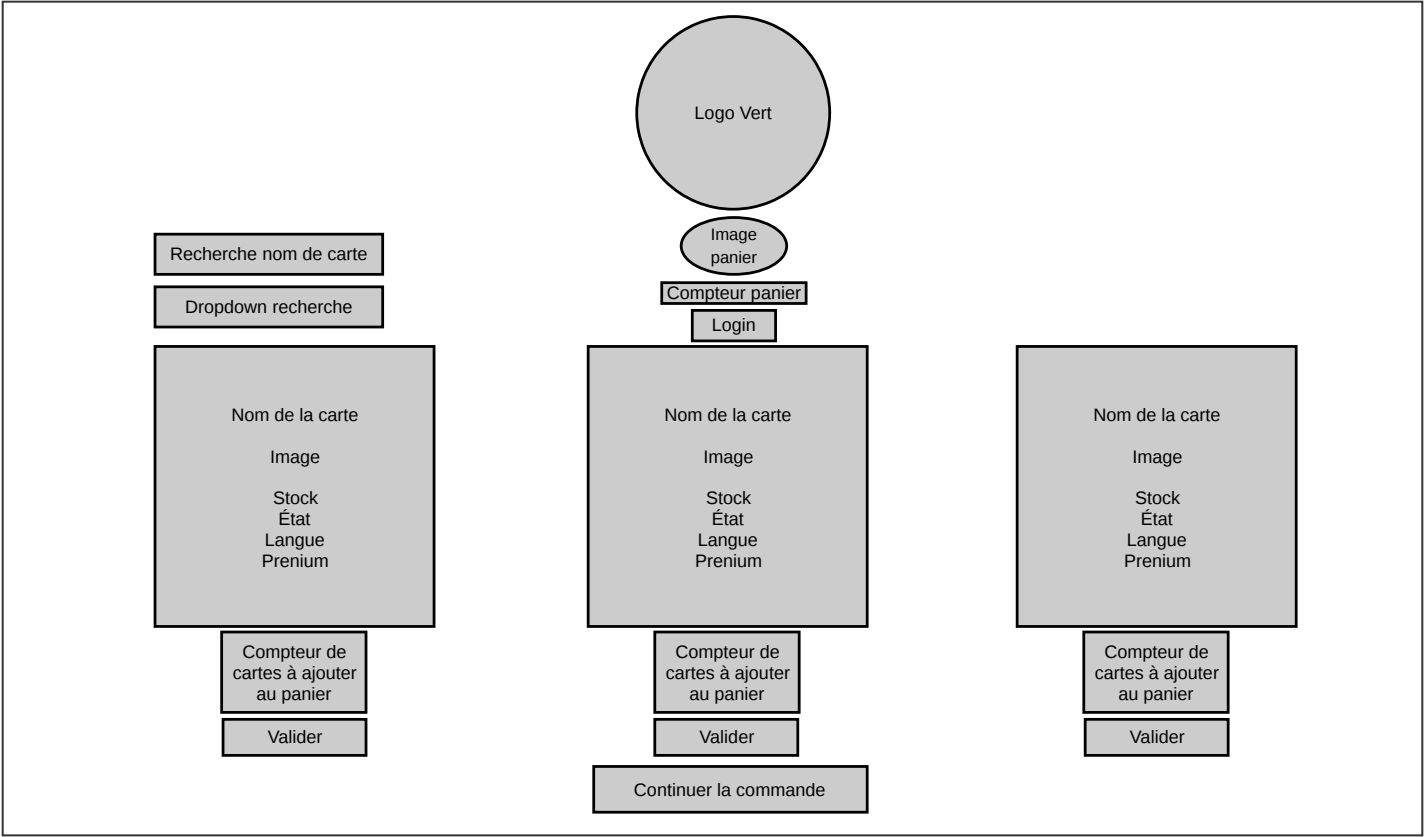 Logo Vert
Image
panier
Recherche nom de carte
Compteur panier
Dropdown recherche
Login
Nom de la carte
Image
Stock
État
Langue
Prenium
Compteur de
cartes à ajouter
au panier
Valider
Nom de la carte
Image
Stock
État
Langue
Prenium
Compteur de
cartes à ajouter
au panier
Valider
Nom de la carte
Image
Stock
État
Langue
Prenium
Compteur de
cartes à ajouter
au panier
Valider
Continuer la commande